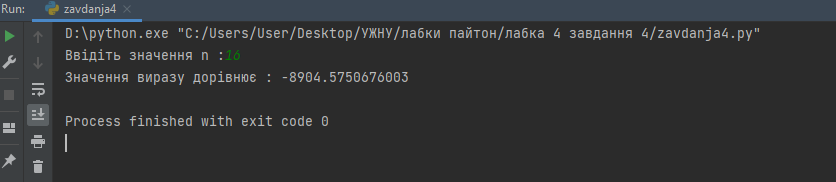 Run: zavdanja4
D:\python.exe "C:/Users/User/Desktop/УЖНУ/лабки пайтон/лабка 4 завдання 4/zavdanja4.py"
Ввідіть значення n :16
Значення виразу дорівнює : -8904.5750676003
Process finished with exit code 0